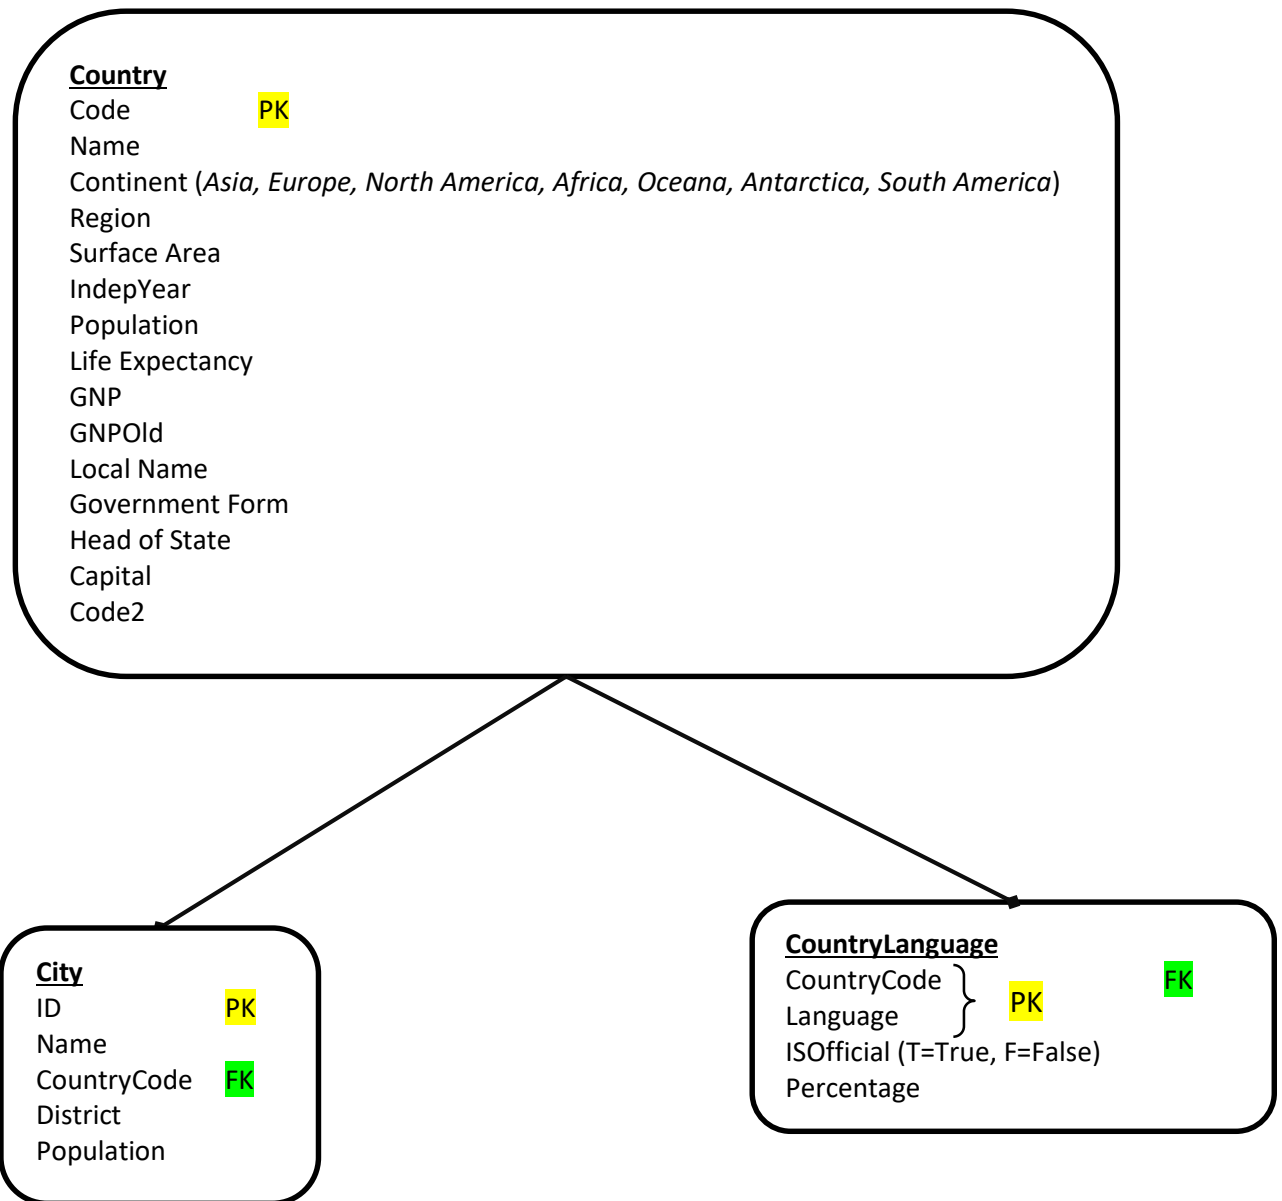 Country
Code PK
Name
Continent (Asia, Europe, North America, Africa, Oceana, Antarctica, South America)
Region
Surface Area
IndepYear
Population
Life Expectancy
GNP
GNPOld
Local Name
Government Form
Head of State
Capital
Code2
City
ID PK
Name
CountryCode FK
District
Population
CountryLanguage
CountryCode FK
Language PK
ISOfficial (T=True, F=False)
Percentage